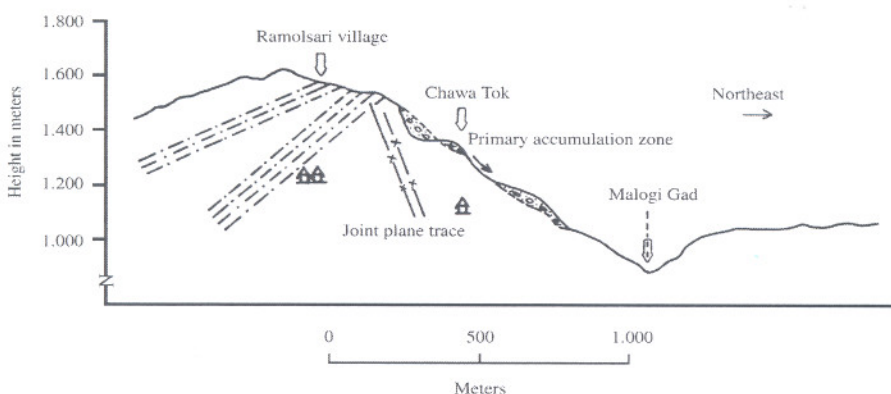 1.800
Ramolsari village
1.600
Chawa Tok
Northeast
1.400
Primary accumulation zone
Height in meters
1.200
Malogi Gad
Joint plane trace
1.000
N
0 500 1.000
Meters